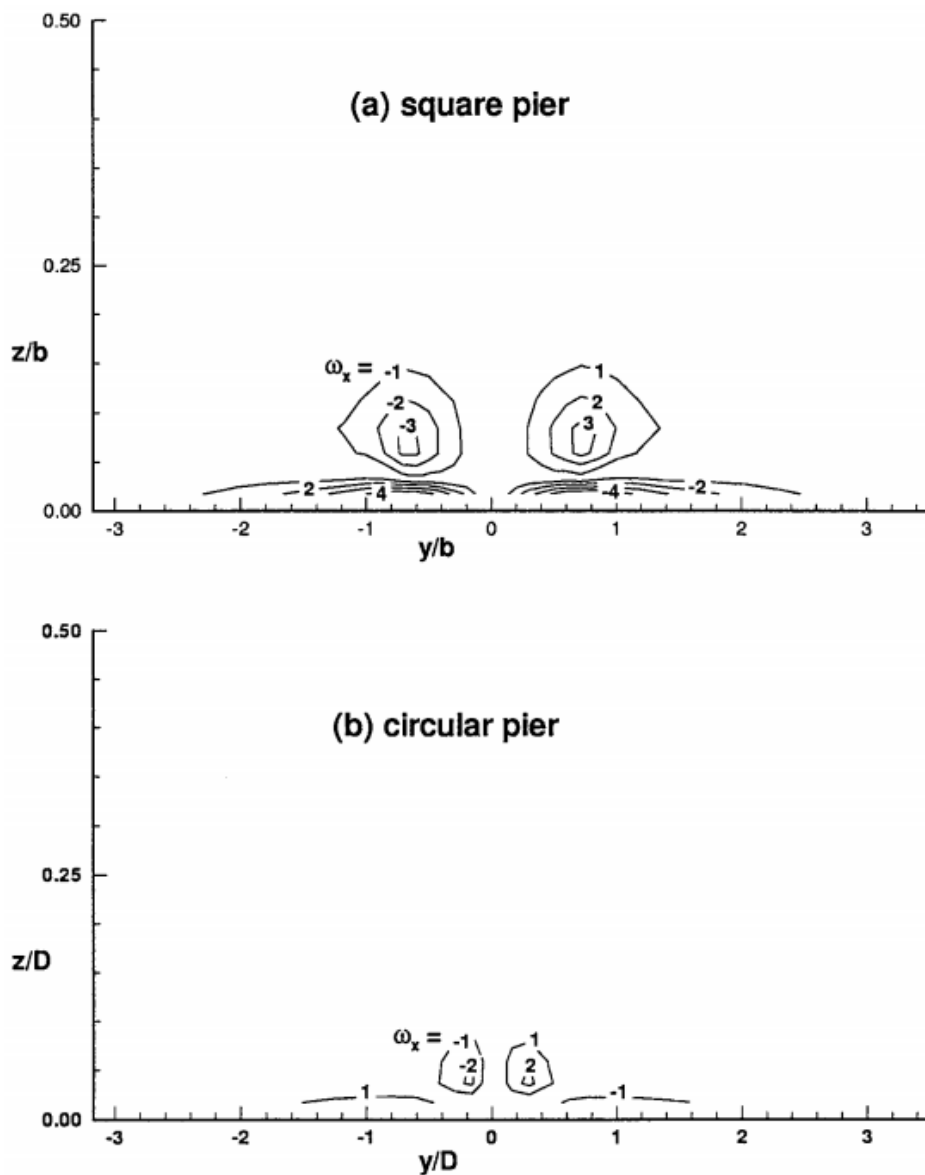 0.50
(a) square pier
0.25
z/b
ωx = -1 1
-2 2
-3 3
2 4 -4 -2
0.00
-3 -2 -1 0 1 2 3
y/b
0.50
(b) circular pier
0.25
z/D
ωx = -1 1
-2 2
1 -1
0.00
-3 -2 -1 0 1 2 3
y/D